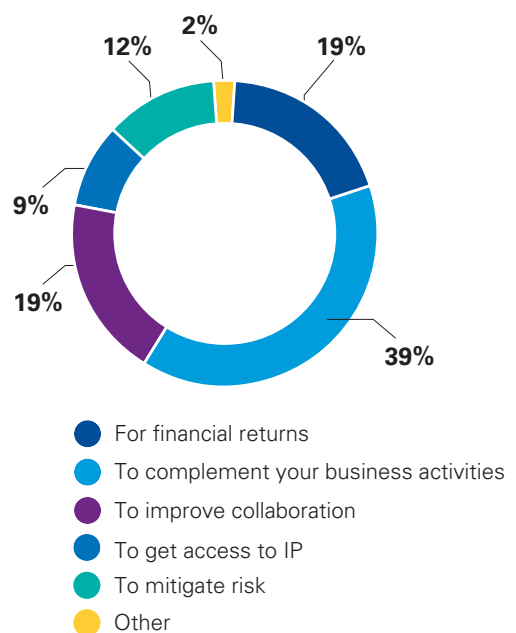 2%
12%
19%
9%
19%
39%
For financial returns
To complement your business activities
To improve collaboration
To get access to IP
To mitigate risk
Other